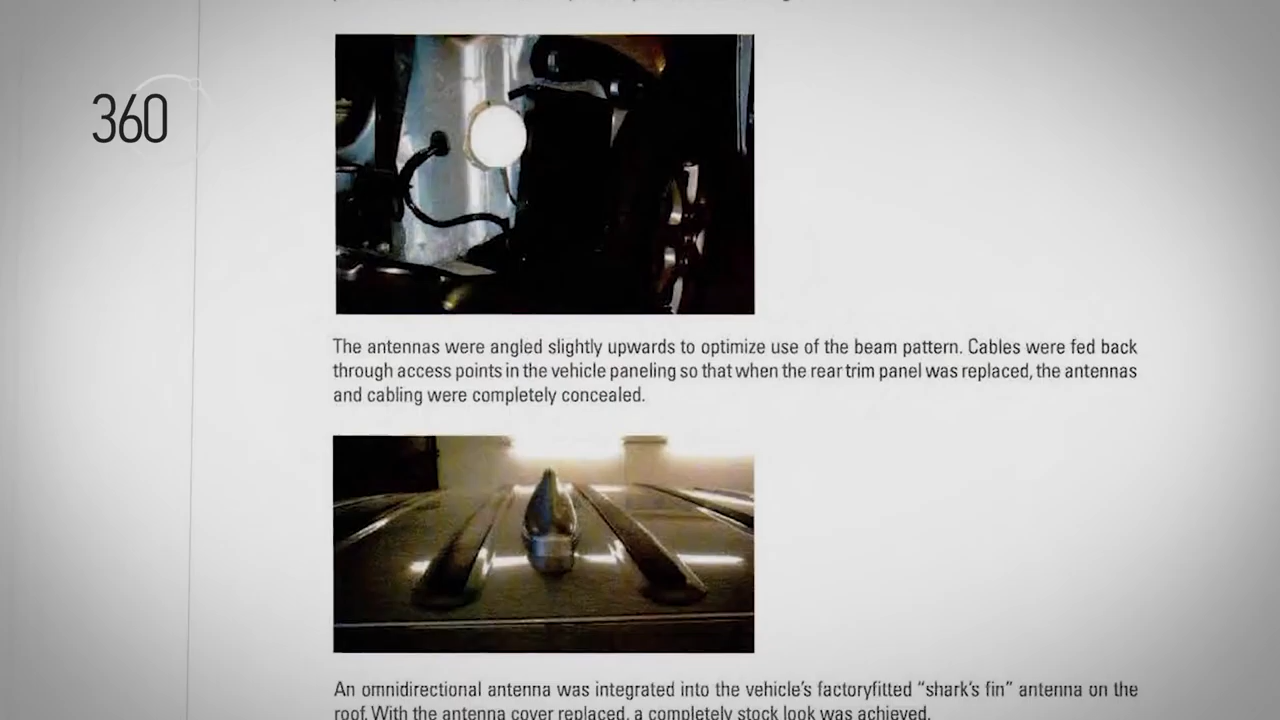 360
The antennas were angled slightly upwards to optimize use of the beam pattern. Cables were fed back
through access points in the vehicle paneling so that when the rear trim panel was replaced, the antennas
and cabling were completely concealed.
An omnidirectional antenna was integrated into the vehicle's factoryfitted "shark's fin" antenna on the
roof. With the antenna cover replaced, a completely stock look was achieved.